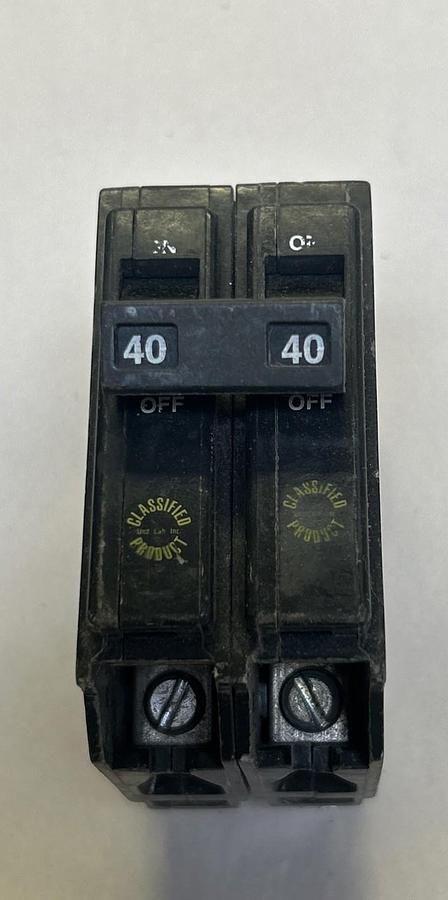 40 40
OFF OFF
CLASSIFIED CLASSIFIED
PRODUCT PRODUCT